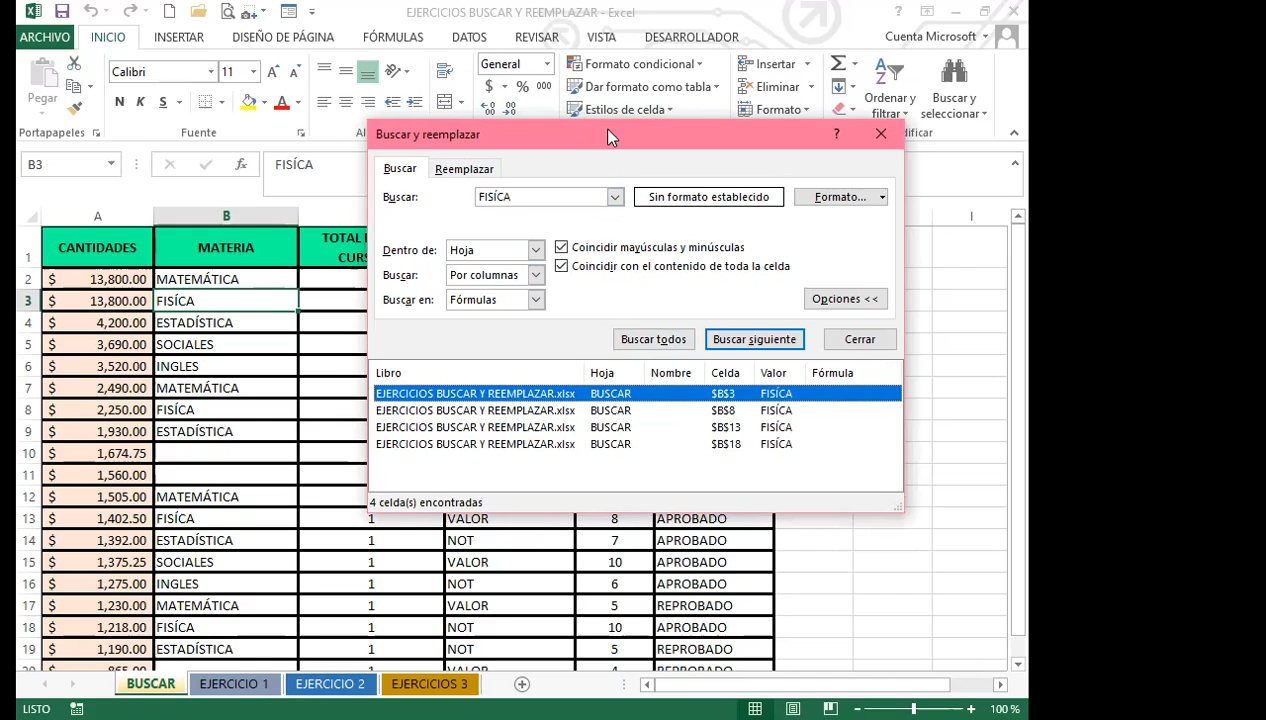 EJERCICIOS BUSCAR Y REEMPLAZAR - Excel
ARCHIVO INICIO INSERTAR DISEÑO DE PÁGINA FÓRMULAS DATOS REVISAR VISTA DESARROLLADOR Cuenta Microsoft
Pegar
Calibri 11
N K S
General
$ % 000
Formato condicional
Dar formato como tabla
Estilos de celda
Insertar
Eliminar
Formato
Ordenar y
filtrar
Buscar y
seleccionar
Portapapeles Fuente
B3 FISÍCA
Buscar y reemplazar
Buscar Reemplazar
Buscar: FISÍCA Sin formato establecido Formato...
Dentro de: Hoja Coincidir mayúsculas y minúsculas
Buscar: Por columnas Coincidir con el contenido de toda la celda
Buscar en: Fórmulas Opciones <<
Buscar todos Buscar siguiente Cerrar
Libro Hoja Nombre Celda Valor Fórmula
EJERCICIOS BUSCAR Y REEMPLAZAR.xlsx BUSCAR $B$3 FISÍCA
EJERCICIOS BUSCAR Y REEMPLAZAR.xlsx BUSCAR $B$8 FISÍCA
EJERCICIOS BUSCAR Y REEMPLAZAR.xlsx BUSCAR $B$13 FISÍCA
EJERCICIOS BUSCAR Y REEMPLAZAR.xlsx BUSCAR $B$18 FISÍCA
4 celda(s) encontradas
A B I
1 CANTIDADES MATERIA TOTAL
CURS
2 $ 13,800.00 MATEMÁTICA
3 $ 13,800.00 FISÍCA
4 $ 4,200.00 ESTADÍSTICA
5 $ 3,690.00 SOCIALES
6 $ 3,520.00 INGLES
7 $ 2,490.00 MATEMÁTICA
8 $ 2,250.00 FISÍCA
9 $ 1,930.00 ESTADÍSTICA
10 $ 1,674.75
11 $ 1,560.00
12 $ 1,505.00 MATEMÁTICA
13 $ 1,402.50 FISÍCA 1 VALOR 8 APROBADO
14 $ 1,392.00 ESTADÍSTICA 1 NOT 7 APROBADO
15 $ 1,375.25 SOCIALES 1 VALOR 10 APROBADO
16 $ 1,275.00 INGLES 1 NOT 6 APROBADO
17 $ 1,230.00 MATEMÁTICA 1 VALOR 5 REPROBADO
18 $ 1,218.00 FISÍCA 1 NOT 10 APROBADO
19 $ 1,190.00 ESTADÍSTICA 1 NOT 5 REPROBADO
BUSCAR EJERCICIO 1 EJERCICIO 2 EJERCICIOS 3
LISTO 100 %